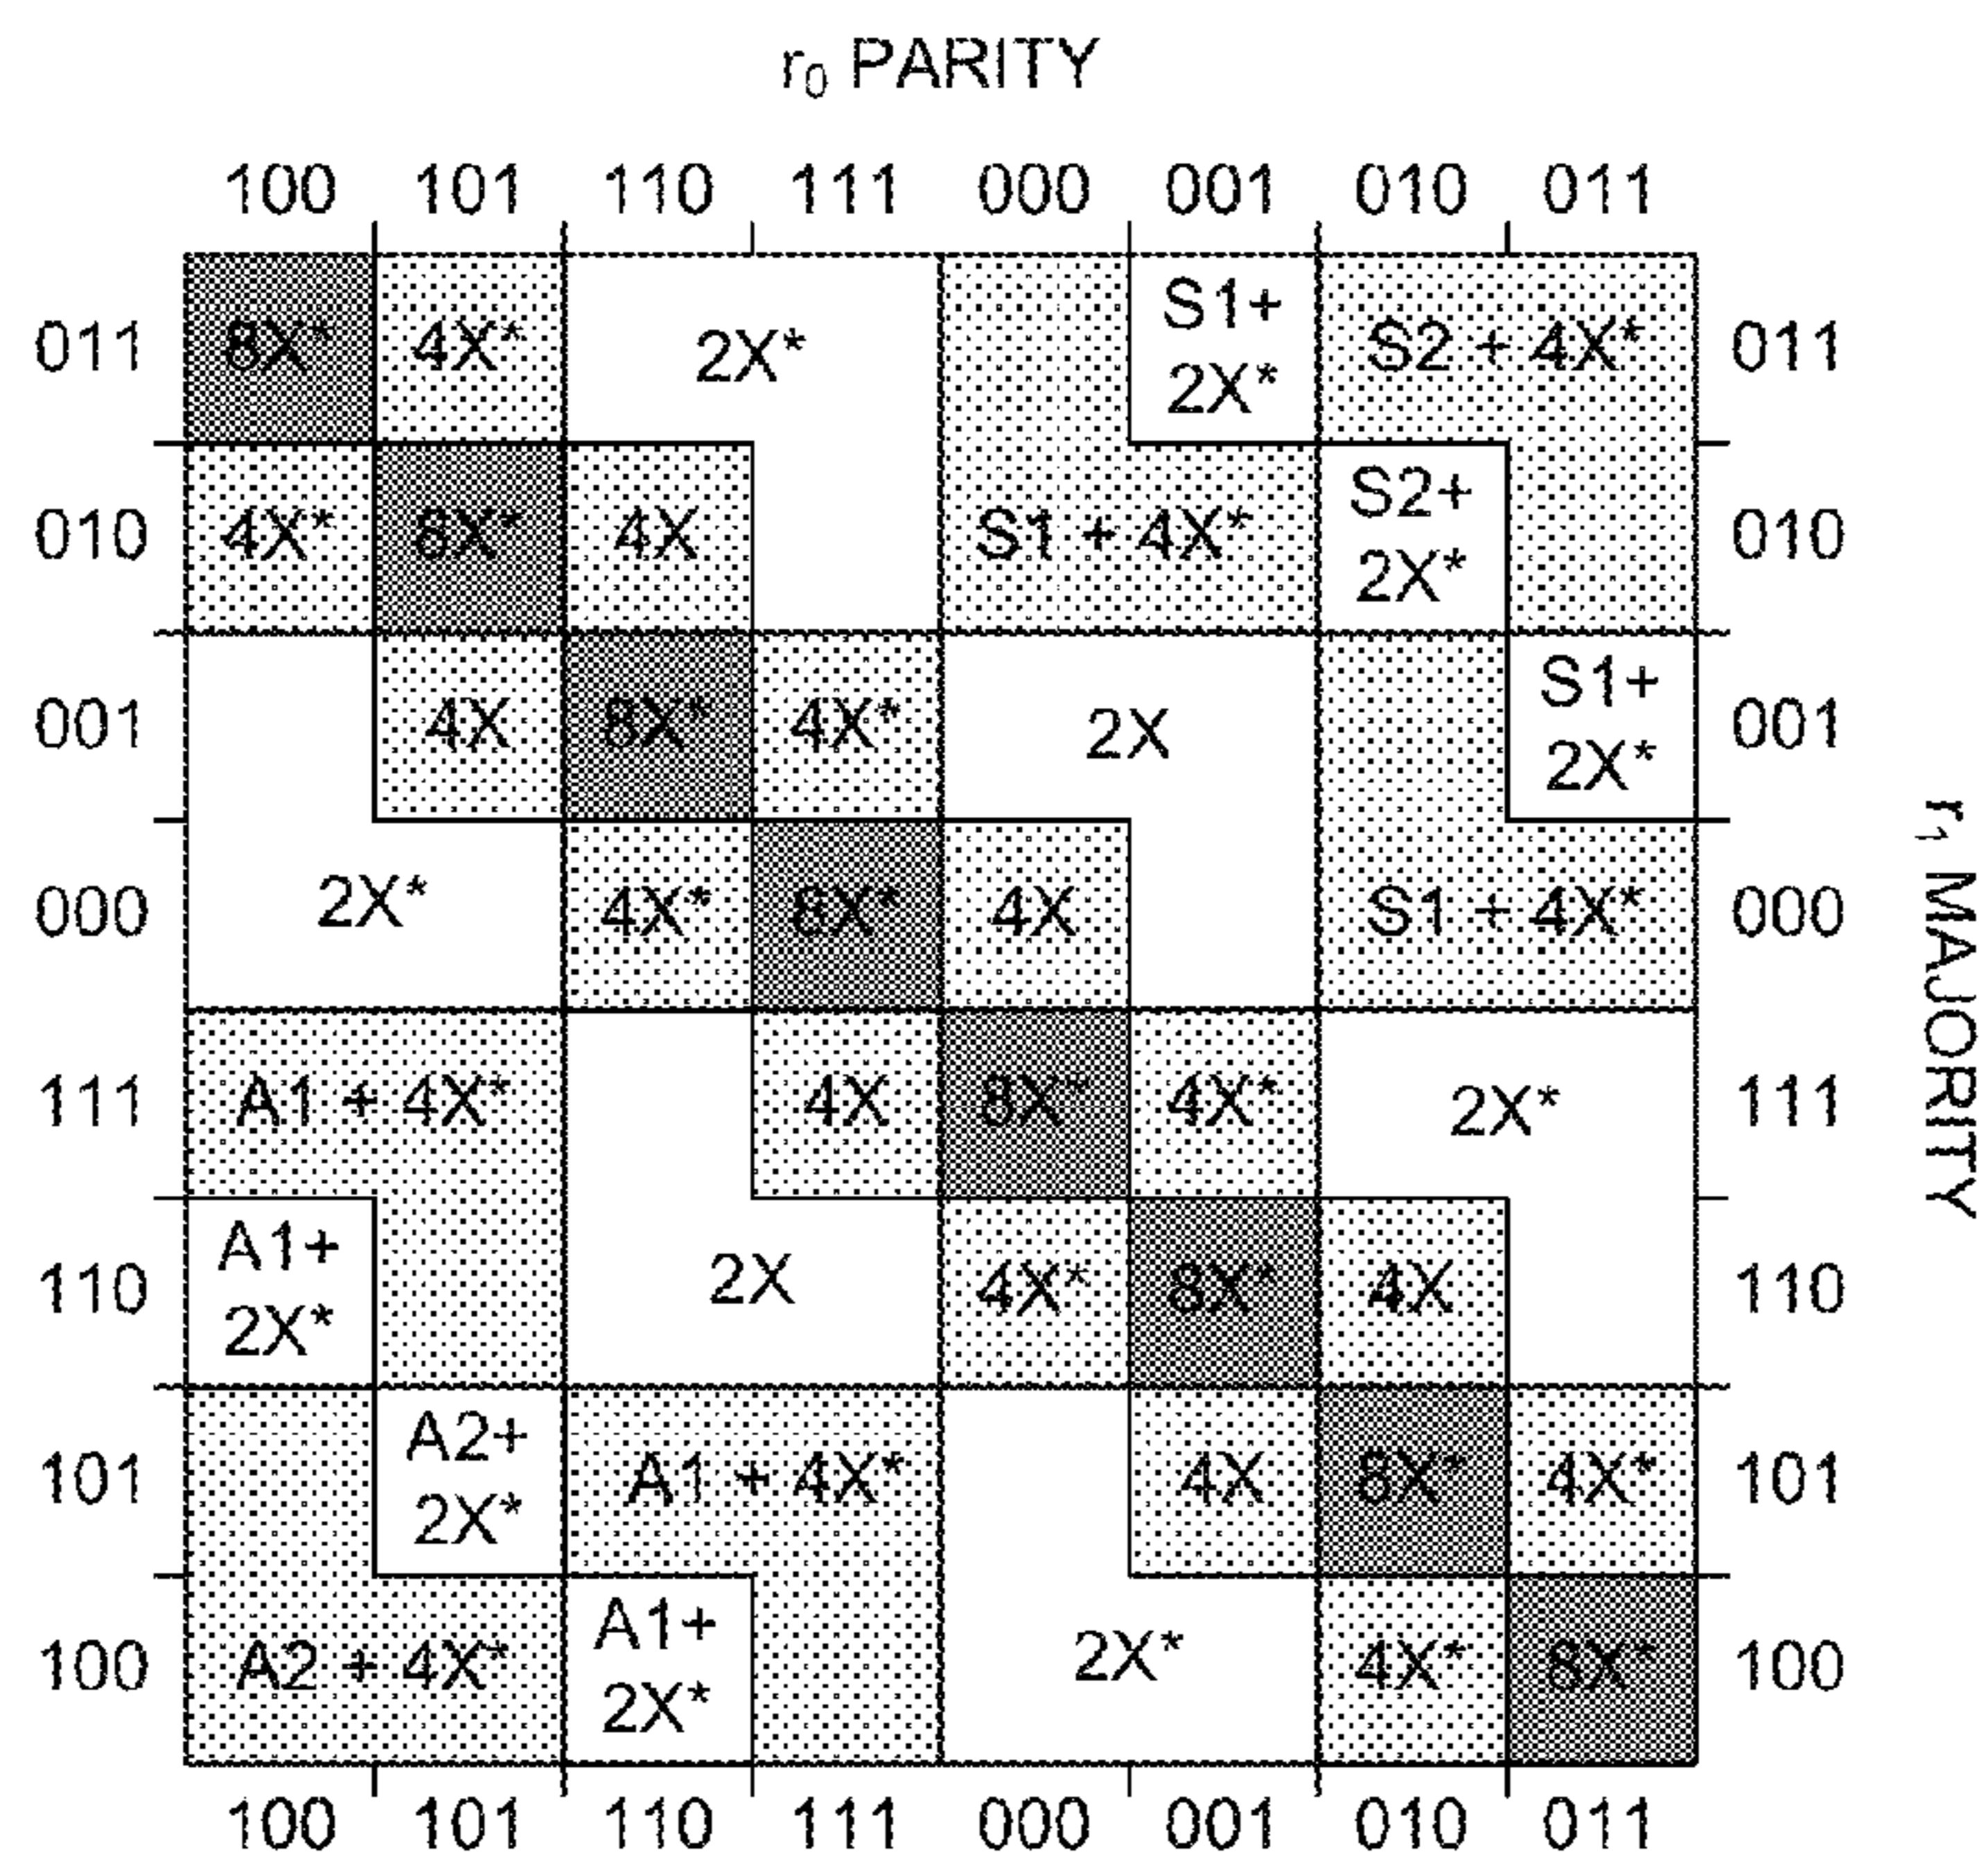 r₀ PARITY
100 101 110 111 000 001 010 011
011 8X* 4X* 2X* S1+ 2X* S2 + 4X* 011
010 4X* 8X* 4X S1 + 4X* S2+ 2X* 010
001 4X 8X* 4X* 2X S1+ 2X* 001
000 2X* 4X* 8X* 4X S1 + 4X* 000
111 A1 + 4X* 4X 8X* 4X* 2X* 111
110 A1+ 2X* 2X 4X* 8X* 4X 110
101 A2+ 2X* A1 + 4X* 4X 8X* 4X* 101
100 A2 + 4X* A1+ 2X* 2X* 4X* 8X* 100
100 101 110 111 000 001 010 011
r₁ MAJORITY